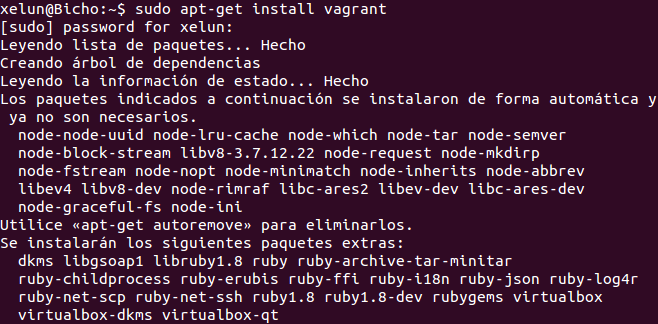 xelun@Bicho:~$ sudo apt-get install vagrant
[sudo] password for xelun:
Leyendo lista de paquetes... Hecho
Creando árbol de dependencias
Leyendo la información de estado... Hecho
Los paquetes indicados a continuación se instalaron de forma automática y
 ya no son necesarios.
  node-node-uuid node-lru-cache node-which node-tar node-semver
  node-block-stream libv8-3.7.12.22 node-request node-mkdirp
  node-fstream node-nopt node-minimatch node-inherits node-abbrev
  libev4 libv8-dev node-rimraf libc-ares2 libev-dev libc-ares-dev
  node-graceful-fs node-ini
Utilice «apt-get autoremove» para eliminarlos.
Se instalarán los siguientes paquetes extras:
  dkms libgsoap1 libruby1.8 ruby ruby-archive-tar-minitar
  ruby-childprocess ruby-erubis ruby-ffi ruby-i18n ruby-json ruby-log4r
  ruby-net-scp ruby-net-ssh ruby1.8 ruby1.8-dev rubygems virtualbox
  virtualbox-dkms virtualbox-qt